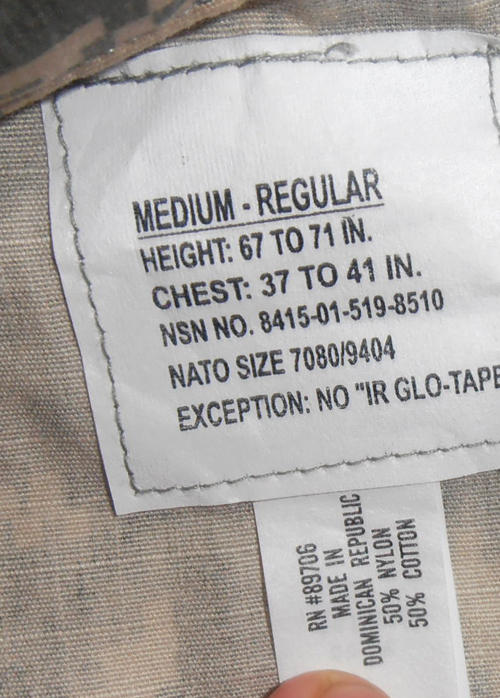 MEDIUM - REGULAR
HEIGHT: 67 TO 71 IN.
CHEST: 37 TO 41 IN.
NSN NO. 8415-01-519-8510
NATO SIZE 7080/9404
EXCEPTION: NO "IR GLO-TAPE
RN #89706
MADE IN
DOMINICAN REPUBLIC
50% NYLON
50% COTTON